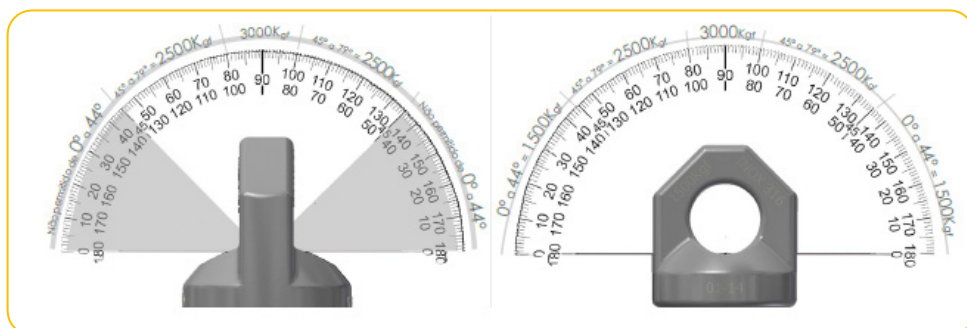 Não permitido de 0° a 44°
45° a 79° = 2500Kgf
3000Kgf
45° a 79° = 2500Kgf
Não permitido de 0° a 44°
0 10 20 30 40 45 50 60 70 80 90 100 110 120 130 140 150 160 170 180
180 170 160 150 140 130 120 110 100 90 80 70 60 50 45 40 30 20 10 0
0° a 44° = 1500Kgf
45° a 79° = 2500Kgf
3000Kgf
45° a 79° = 2500Kgf
0° a 44° = 1500Kgf
0 10 20 30 40 45 50 60 70 80 90 100 110 120 130 140 150 160 170 180
180 170 160 150 140 130 120 110 100 90 80 70 60 50 45 40 30 20 10 0
01 14